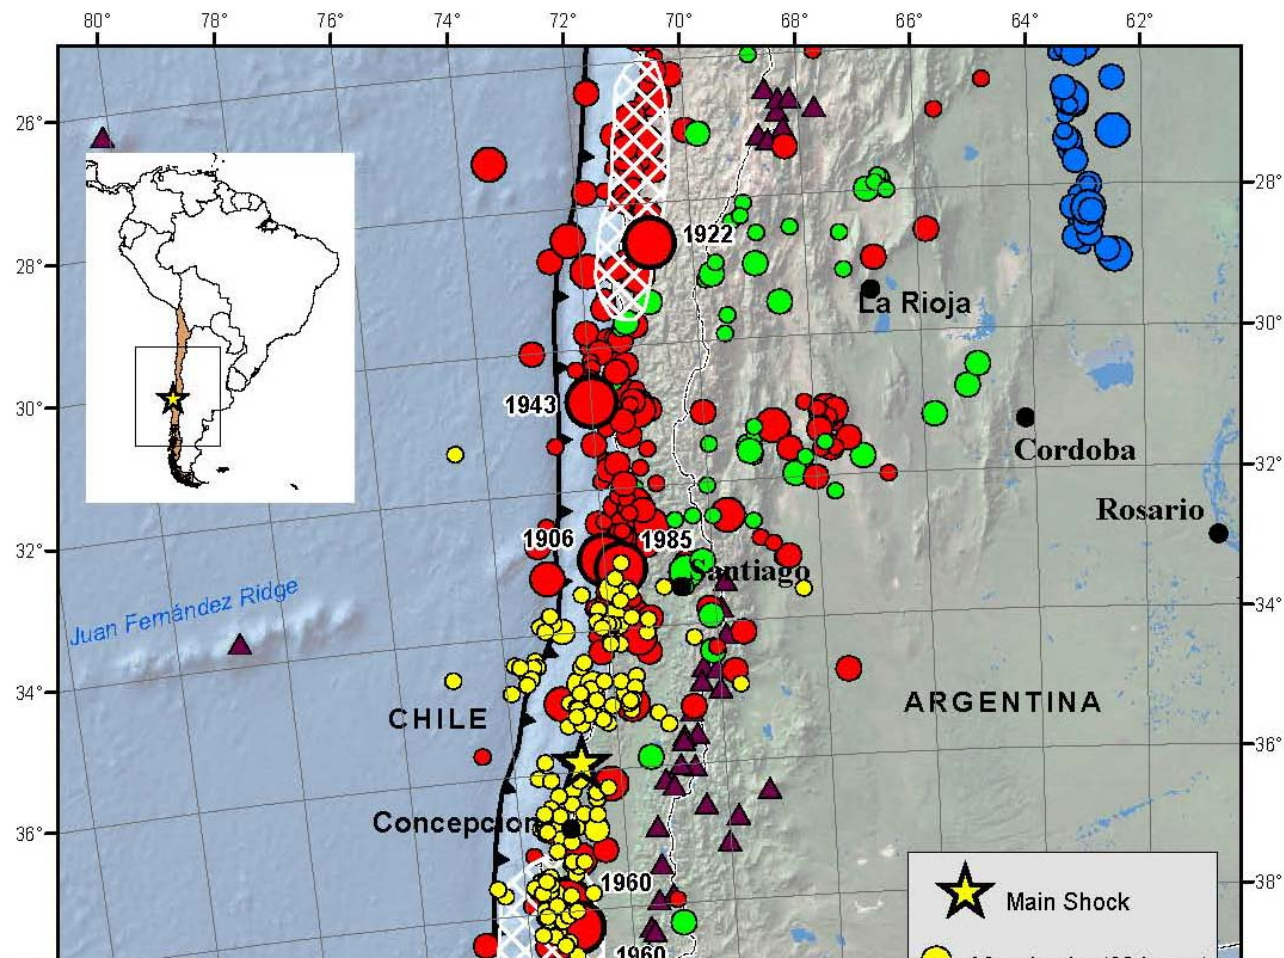 80° 78° 76° 74° 72° 70° 68° 66° 64° 62°
26°
28°
1922
28°
La Rioja
30°
1943
30°
Cordoba
32°
Rosario
1906 1985
32°
Santiago
Juan Fernández Ridge
34°
34°
ARGENTINA
CHILE
36°
Concepcion
36°
1960
38°
Main Shock
1960